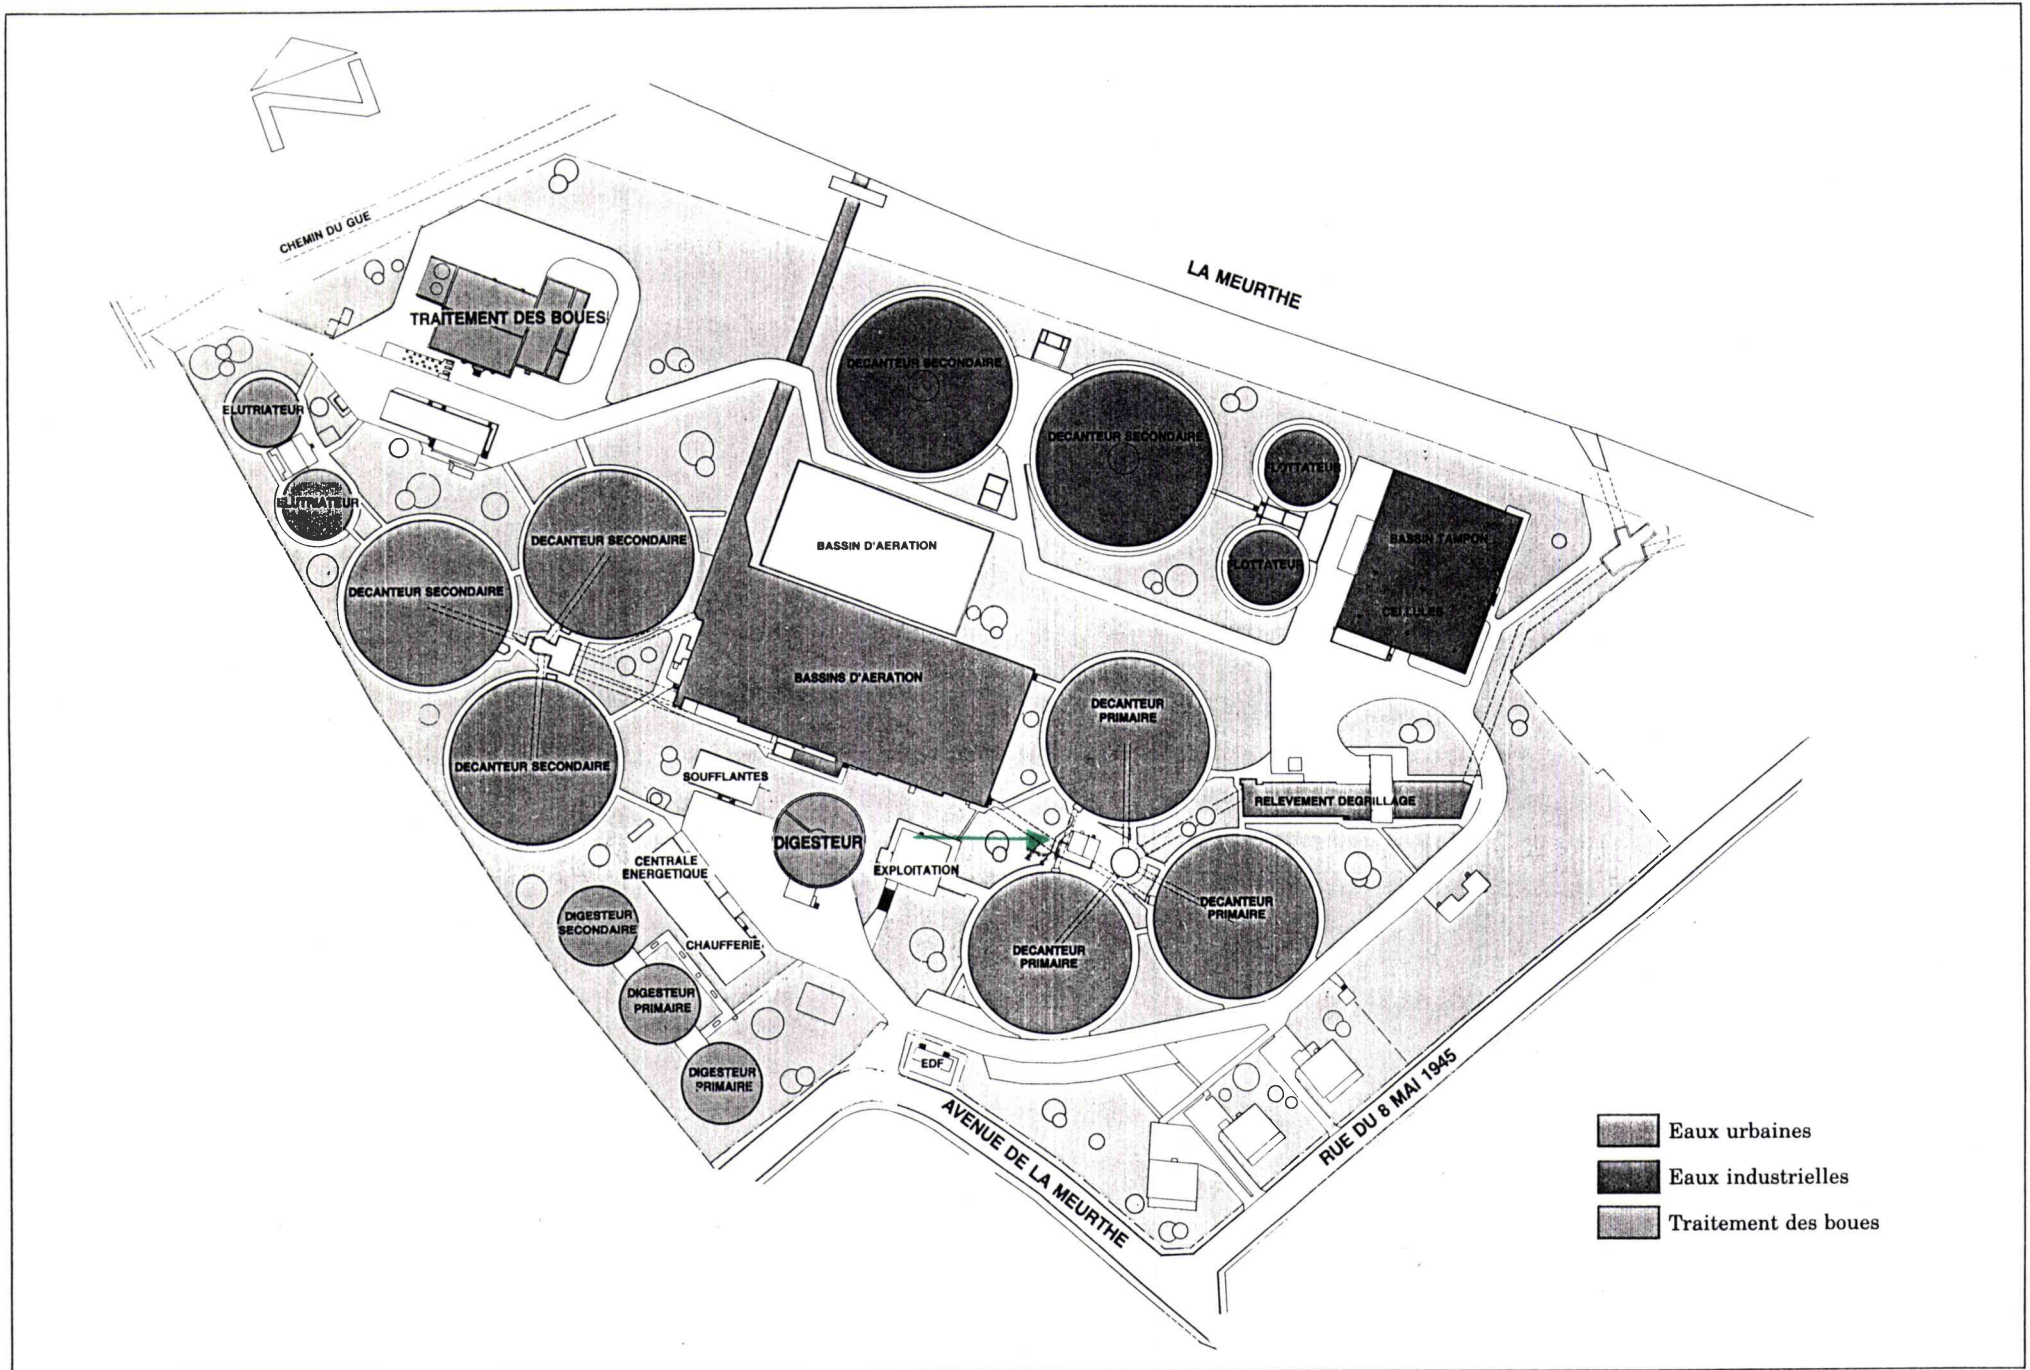 CHEMIN DU GUE
LA MEURTHE
TRAITEMENT DES BOUES
DECANTEUR SECONDAIRE
ELUTRIATEUR
DECANTEUR SECONDAIRE
FLOTTATEUR
ELUTRIATEUR
DECANTEUR SECONDAIRE
BASSIN D'AERATION
BASSIN TAMPON
FLOTTATEUR
DECANTEUR SECONDAIRE
CELLULES
BASSINS D'AERATION
DECANTEUR
PRIMAIRE
DECANTEUR SECONDAIRE
SOUFFLANTES
RELEVEMENT DEGRILLAGE
DIGESTEUR
CENTRALE
ENERGETIQUE
EXPLOITATION
DECANTEUR
PRIMAIRE
DIGESTEUR
SECONDAIRE
CHAUFFERIE
DECANTEUR
PRIMAIRE
DIGESTEUR
PRIMAIRE
EDF
DIGESTEUR
PRIMAIRE
AVENUE DE LA MEURTHE
RUE DU 8 MAI 1945
Eaux urbaines
Eaux industrielles
Traitement des boues